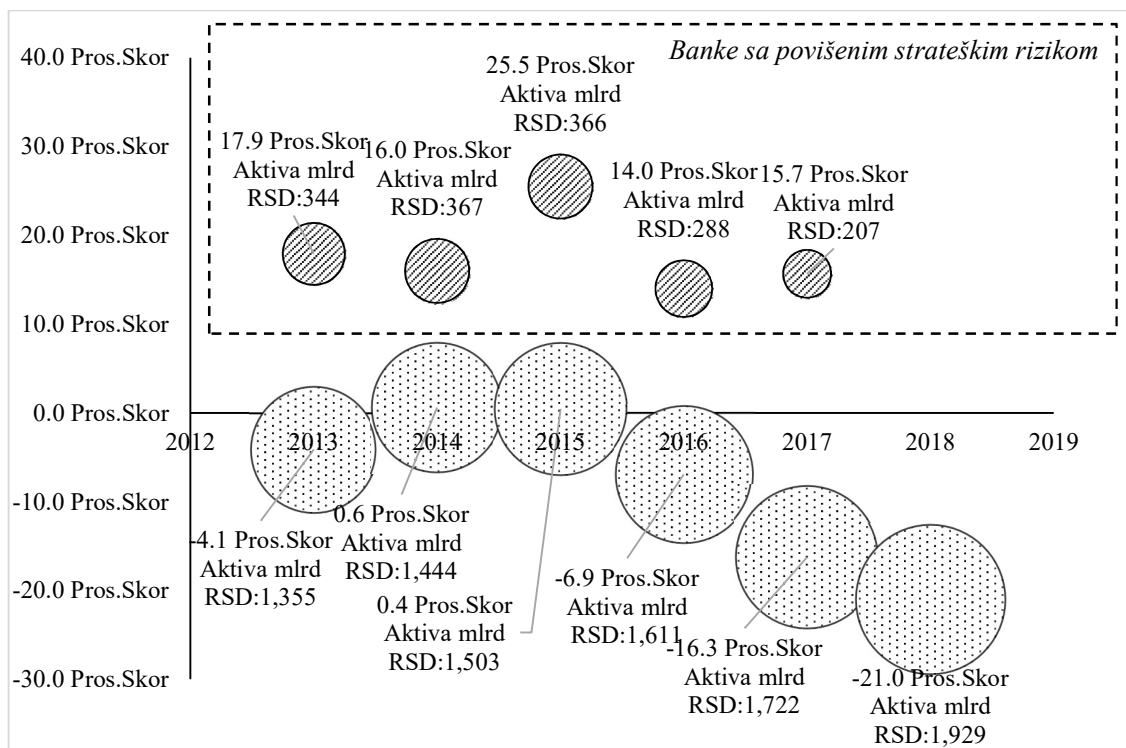 40.0 Pros.Skor
30.0 Pros.Skor
20.0 Pros.Skor
10.0 Pros.Skor
0.0 Pros.Skor
-10.0 Pros.Skor
-20.0 Pros.Skor
-30.0 Pros.Skor
Banke sa povišenim strateškim rizikom
17.9 Pros.Skor
Aktiva mlrd
RSD:344
16.0 Pros.Skor
Aktiva mlrd
RSD:367
25.5 Pros.Skor
Aktiva mlrd
RSD:366
14.0 Pros.Skor
Aktiva mlrd
RSD:288
15.7 Pros.Skor
Aktiva mlrd
RSD:207
2012 2013 2014 2015 2016 2017 2018 2019
-4.1 Pros.Skor
Aktiva mlrd
RSD:1,355
0.6 Pros.Skor
Aktiva mlrd
RSD:1,444
0.4 Pros.Skor
Aktiva mlrd
RSD:1,503
-6.9 Pros.Skor
Aktiva mlrd
RSD:1,611
-16.3 Pros.Skor
Aktiva mlrd
RSD:1,722
-21.0 Pros.Skor
Aktiva mlrd
RSD:1,929